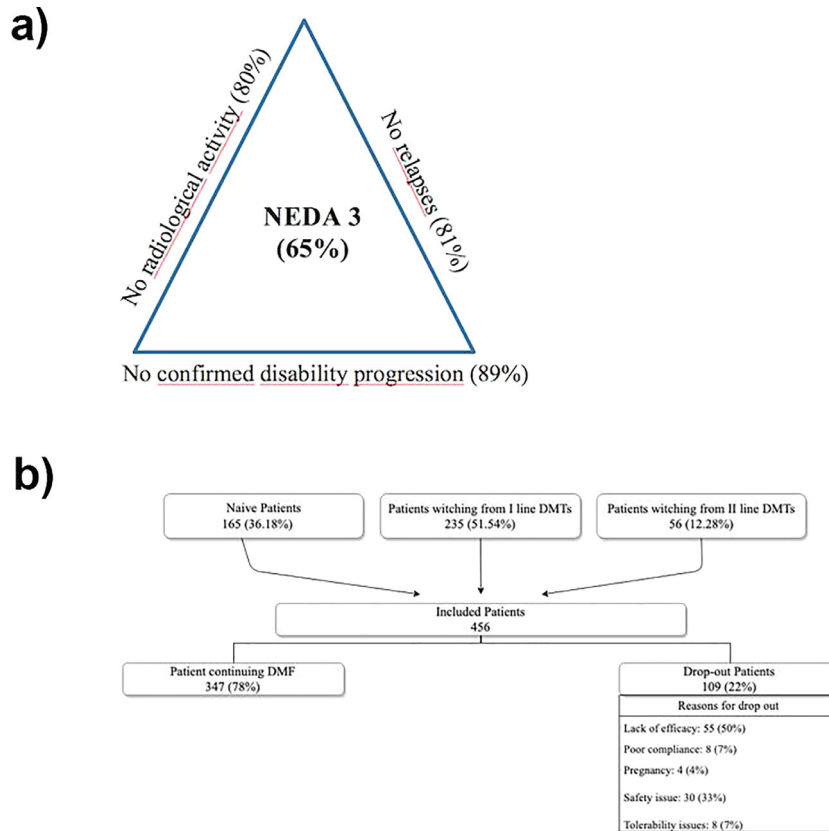 a)
No radiological activity (80%)
No relapses (81%)
NEDA 3
(65%)
No confirmed disability progression (89%)
b)
Naive Patients
165 (36.18%)
Patients witching from I line DMTs
235 (51.54%)
Patients witching from II line DMTs
56 (12.28%)
Included Patients
456
Patient continuing DMF
347 (78%)
Drop-out Patients
109 (22%)
Reasons for drop out
Lack of efficacy: 55 (50%)
Poor compliance: 8 (7%)
Pregnancy: 4 (4%)
Safety issue: 30 (33%)
Tolerability issues: 8 (7%)